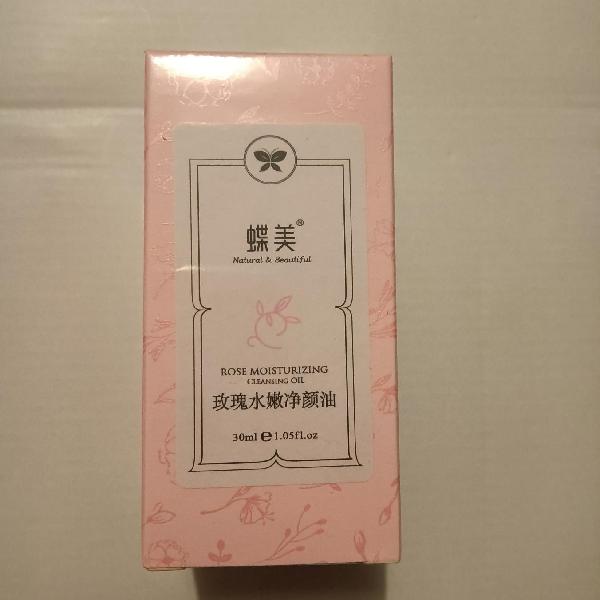 蝶美®
Natural & Beautiful
ROSE MOISTURIZING
CLEANSING OIL
玫瑰水嫩净颜油
30ml ℮ 1.05fl.oz